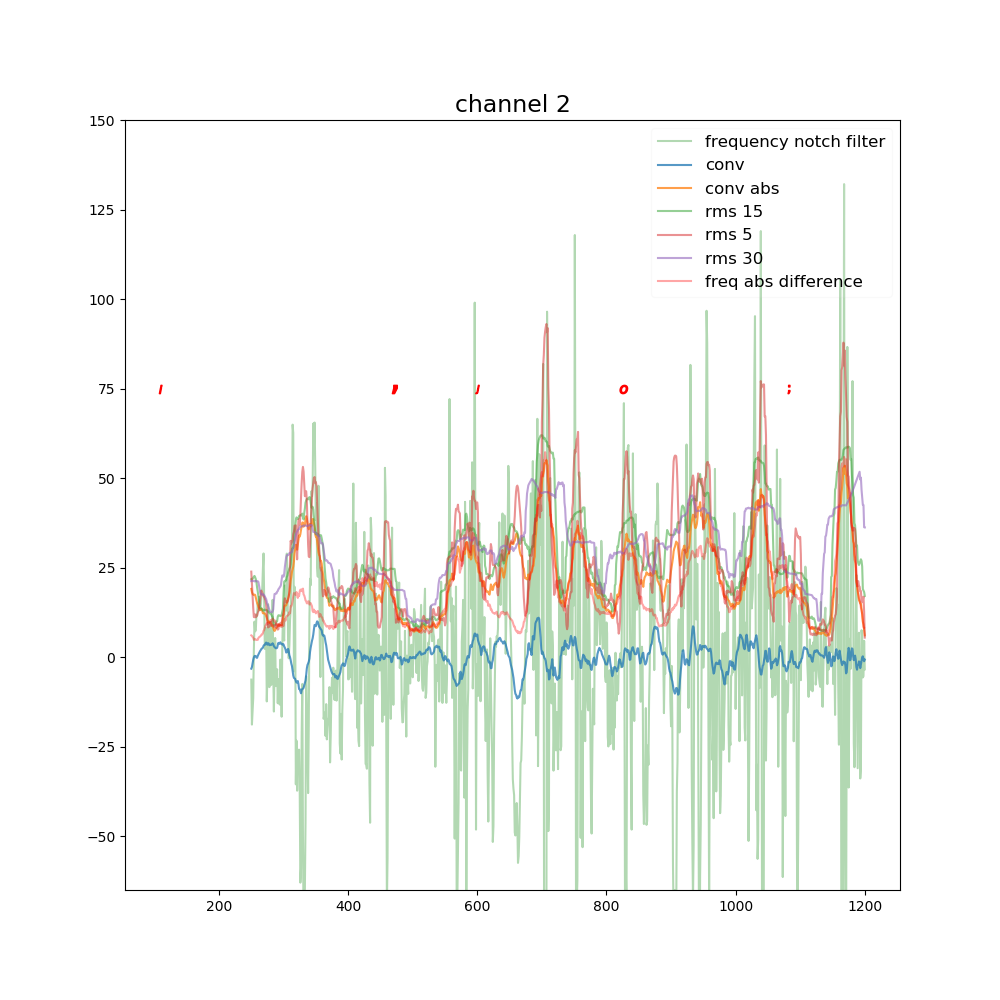 channel 2
150
125
100
75
50
25
0
−25
−50
200 400 600 800 1000 1200
frequency notch filter
conv
conv abs
rms 15
rms 5
rms 30
freq abs difference
o ;